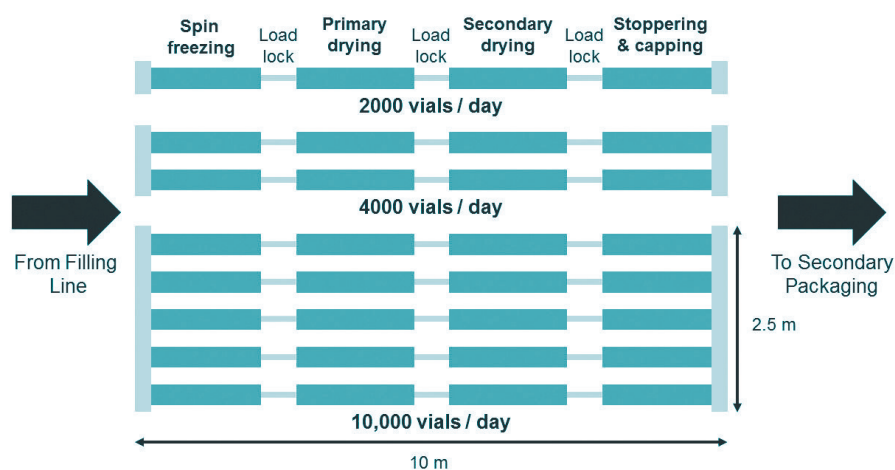 Spin
freezing
Load
lock
Primary
drying
Load
lock
Secondary
drying
Load
lock
Stoppering
& capping
2000 vials / day
4000 vials / day
From Filling
Line
To Secondary
Packaging
2.5 m
10,000 vials / day
10 m